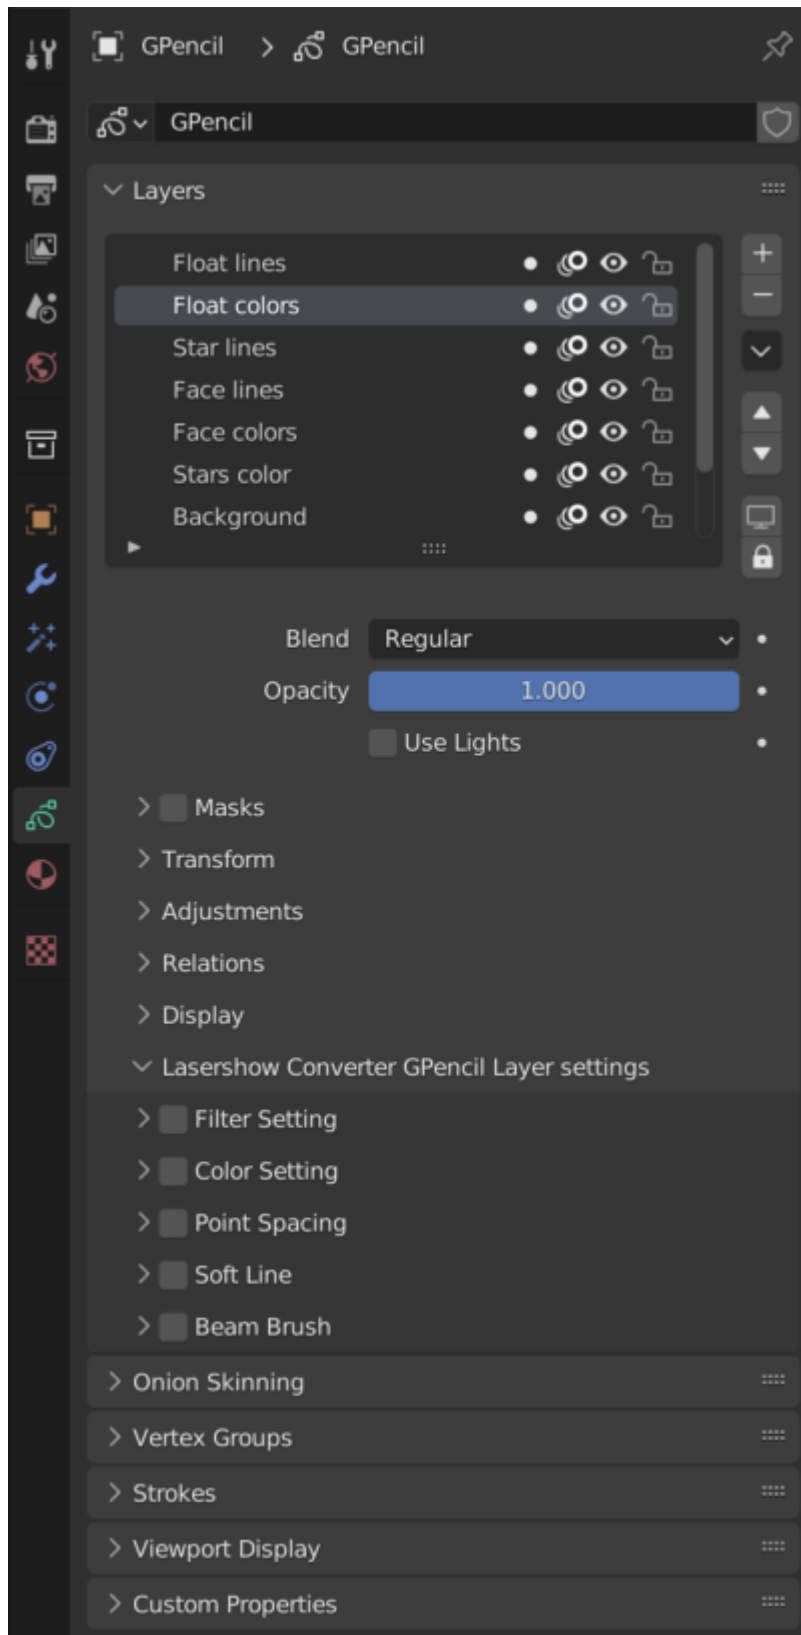 GPencil > GPencil
GPencil
Layers
Float lines
Float colors
Star lines
Face lines
Face colors
Stars color
Background
Blend Regular
Opacity 1.000
Use Lights
Masks
Transform
Adjustments
Relations
Display
Lasershow Converter GPencil Layer settings
Filter Setting
Color Setting
Point Spacing
Soft Line
Beam Brush
Onion Skinning
Vertex Groups
Strokes
Viewport Display
Custom Properties